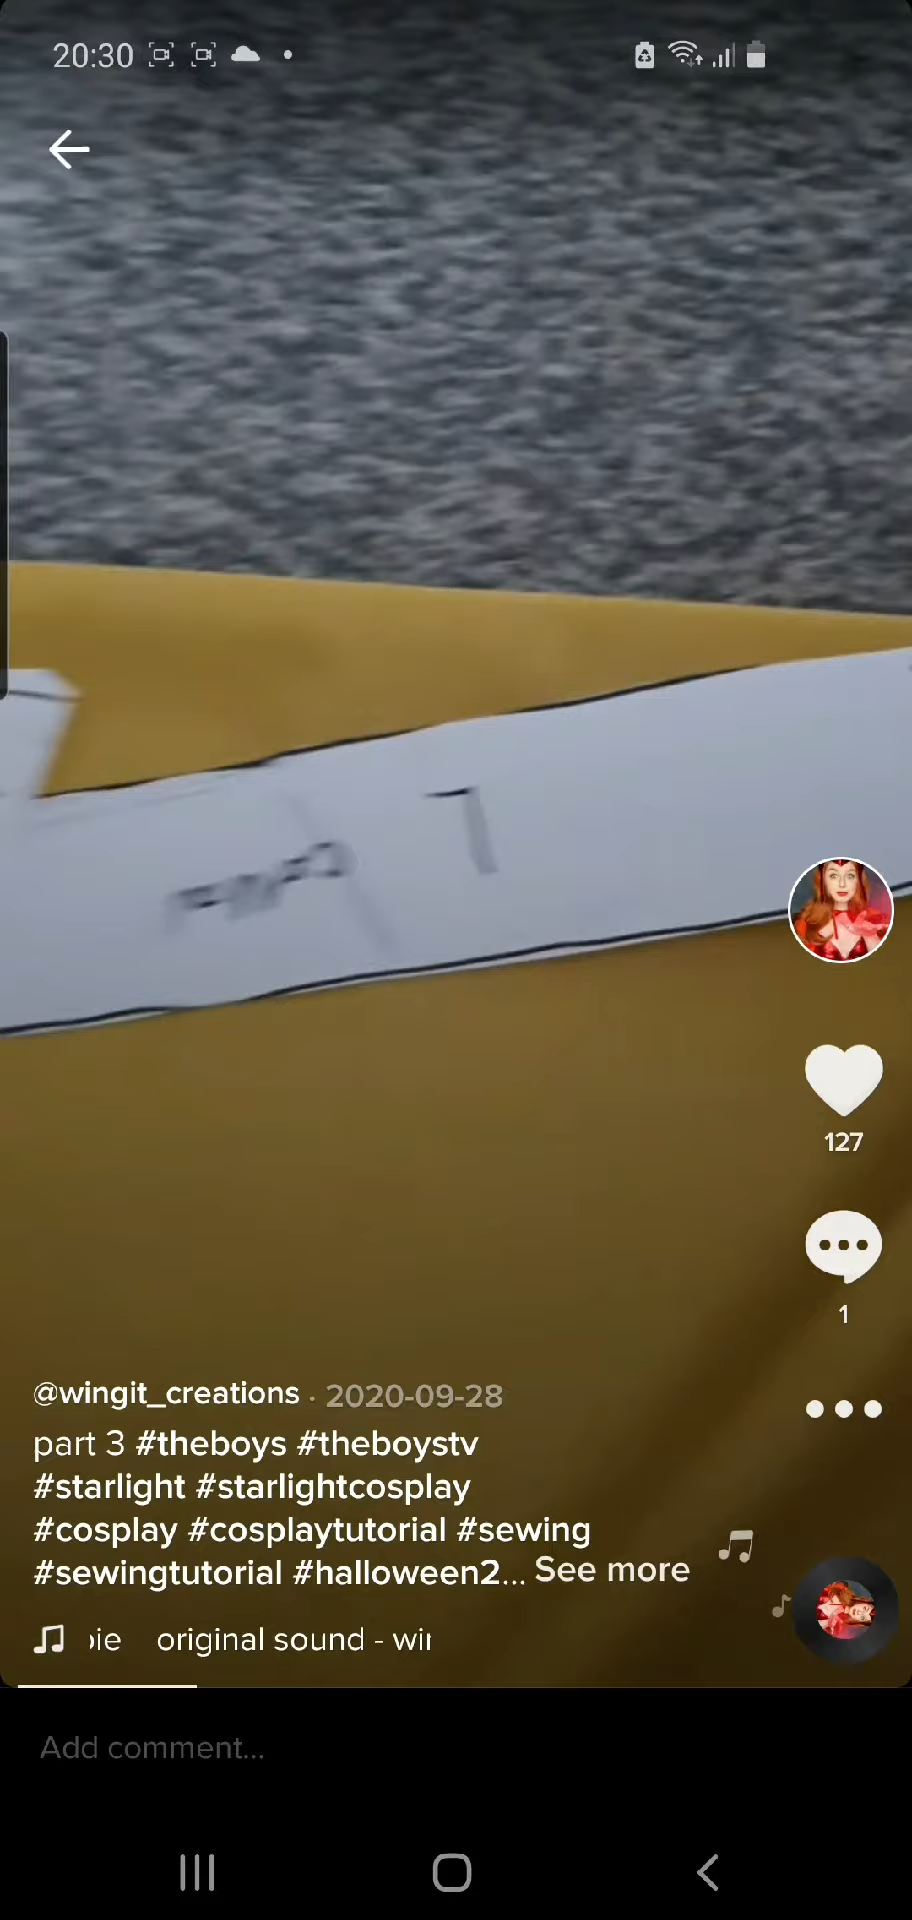 20:30
127
1
@wingit_creations · 2020-09-28
part 3 #theboys #theboystv
#starlight #starlightcosplay
#cosplay #cosplaytutorial #sewing
#sewingtutorial #halloween2... See more
original sound - win
Add comment...